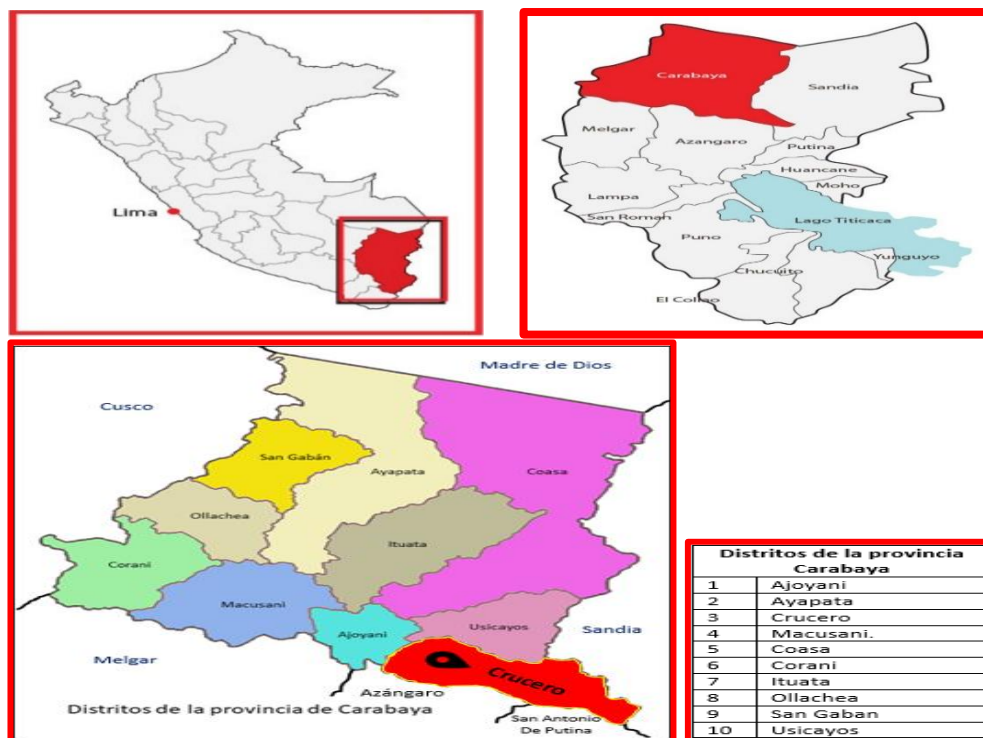 Lima
Carabaya
Sandia
Melgar
Azangaro
Putina
Huancane
Moho
Lampa
San Roman
Lago Titicaca
Puno
Yunguyo
Chucuito
El Collao
Madre de Dios
Cusco
San Gabán
Ayapata
Coasa
Ollachea
Ituata
Corani
Macusani
Ajoyani
Usicayos
Sandia
Melgar
Crucero
Azángaro
Distritos de la provincia de Carabaya
San Antonio
De Putina
Distritos de la provincia
Carabaya
1 Ajoyani
2 Ayapata
3 Crucero
4 Macusani.
5 Coasa
6 Corani
7 Ituata
8 Ollachea
9 San Gaban
10 Usicayos